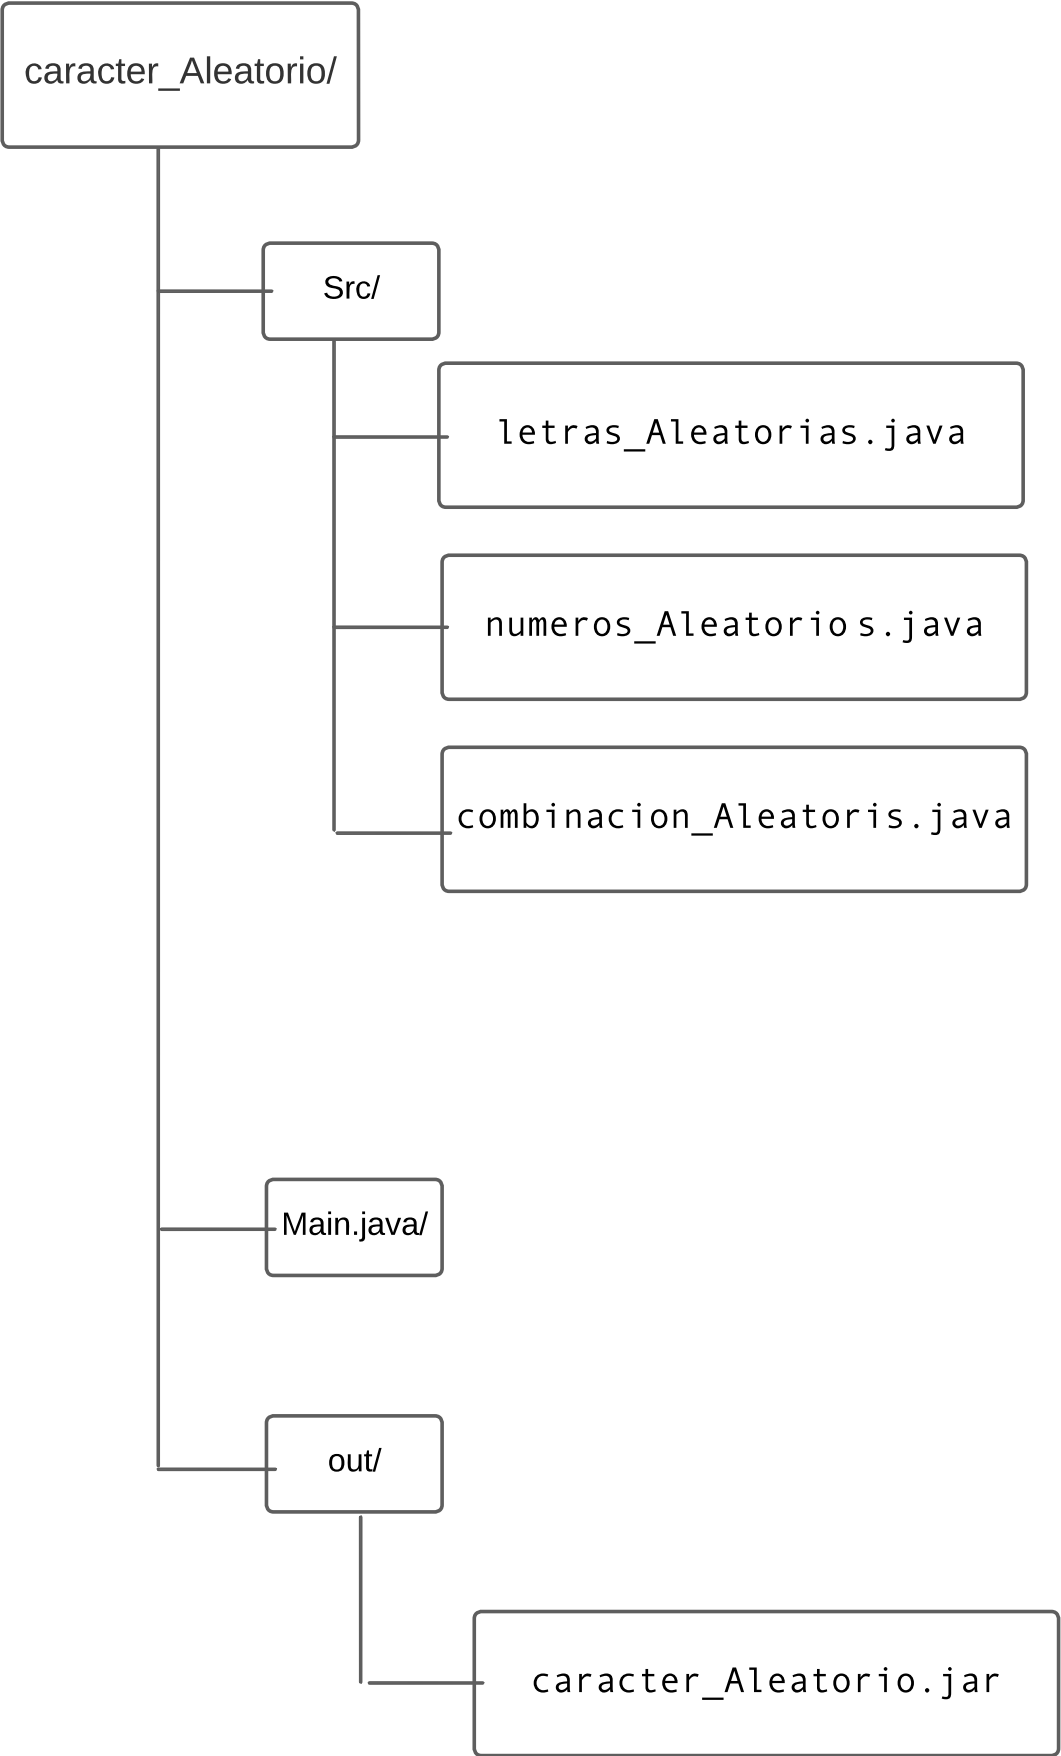 caracter_Aleatorio/
Src/
letras_Aleatorias.java
numeros_Aleatorio s.java
combinacion_Aleatoris.java
Main.java/
out/
caracter_Aleatorio.jar